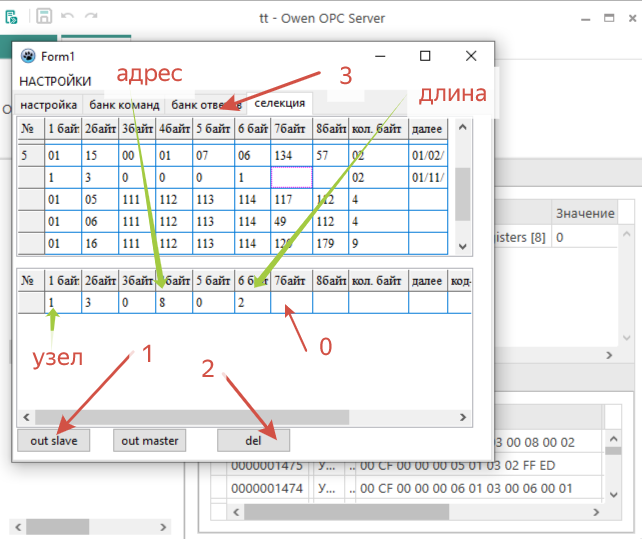 tt - Owen OPC Server
Form1
НАСТРОЙКИ
адрес
3
длина
настройка банк команд банк ответов селекция
№ 1 байт 2байт 3байт 4байт 5 байт 6 байт 7байт 8байт кол. байт далее
5 01 15 00 01 07 06 134 57 02 01/02/
1 3 0 0 0 1 02 01/11/
01 05 111 112 113 114 117 112 4
01 06 111 112 113 114 49 112 4
01 16 111 112 113 114 126 179 9
Значение
isters [8] 0
№ 1 байт 2байт 3байт 4байт 5 байт 6 байт 7байт 8байт кол. байт далее код-
1 3 0 8 0 2
узел
1
2
0
out slave out master del
03 00 08 00 02
0000001475 У... .. 00 CF 00 00 00 05 01 03 02 FF ED
0000001474 У... .. 00 CF 00 00 00 06 01 03 00 06 00 01